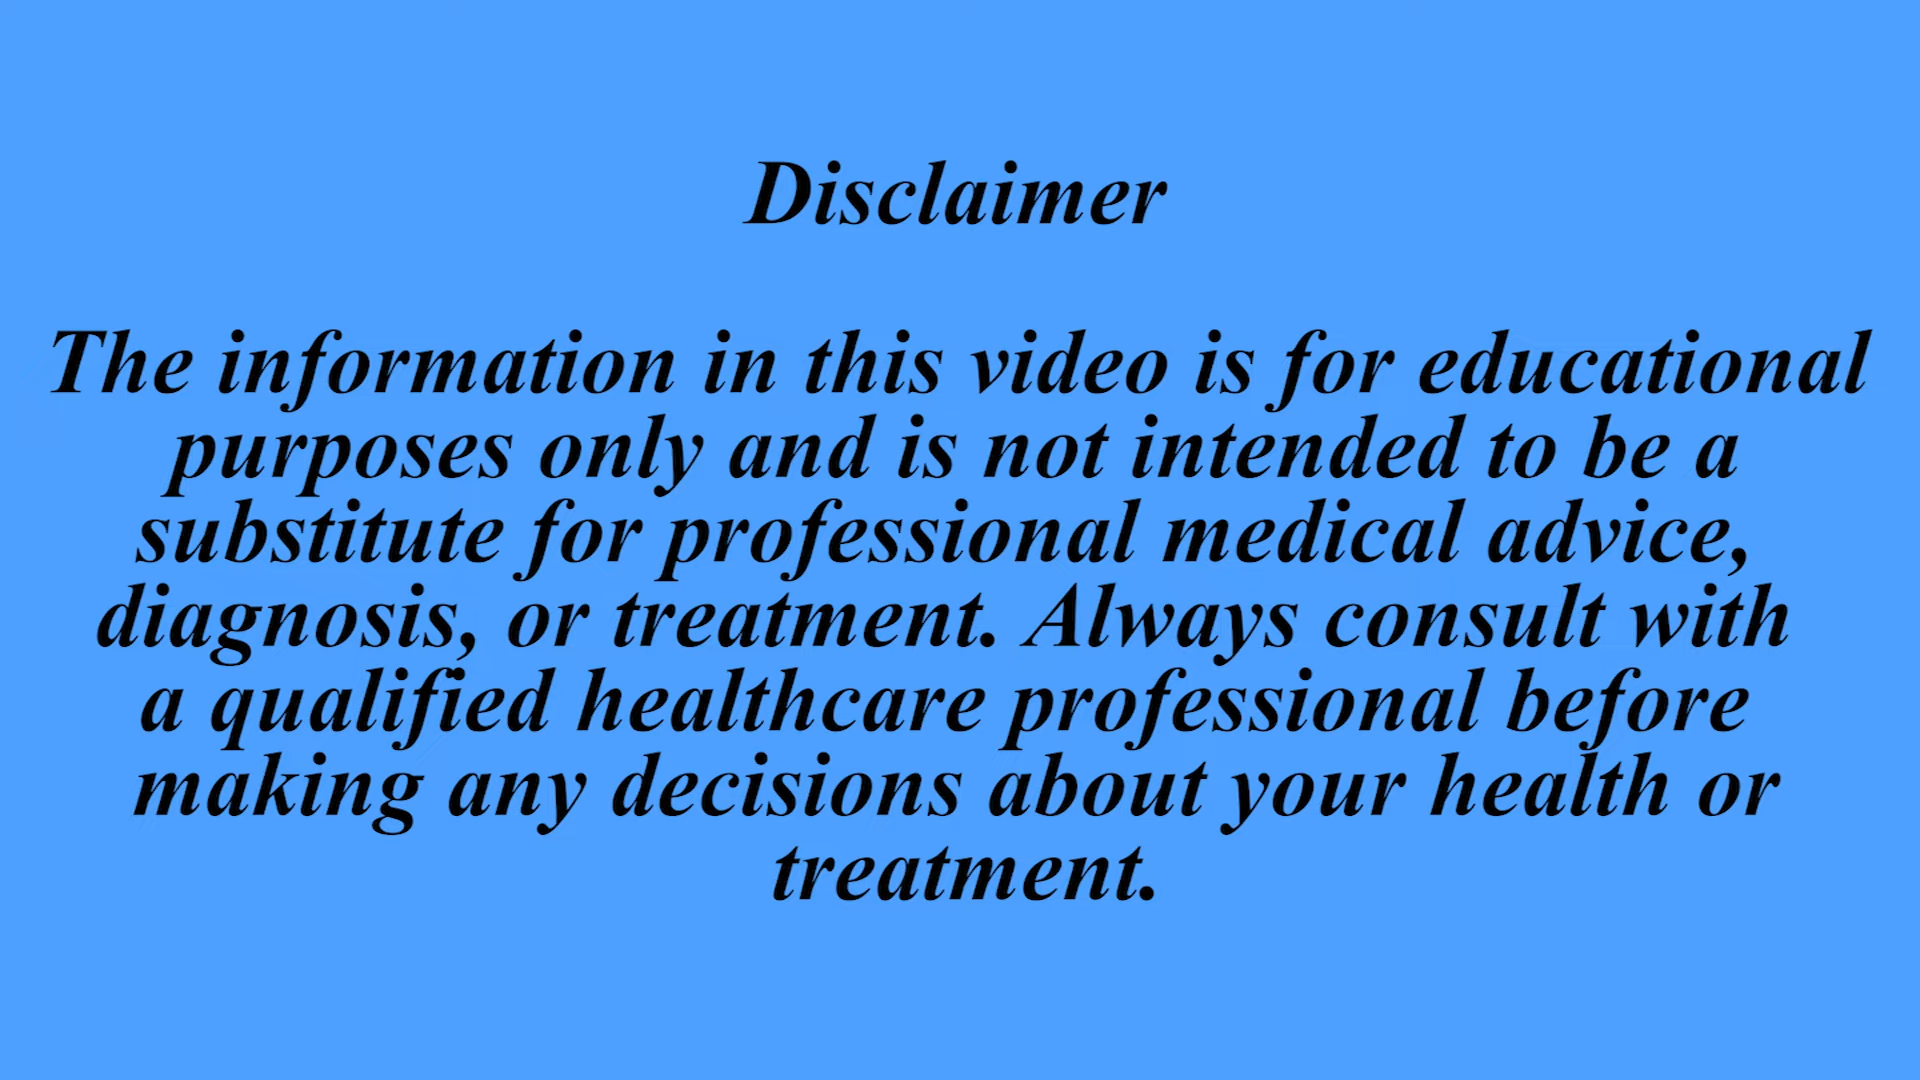 Disclaimer
The information in this video is for educational
purposes only and is not intended to be a
substitute for professional medical advice,
diagnosis, or treatment. Always consult with
a qualified healthcare professional before
making any decisions about your health or
treatment.